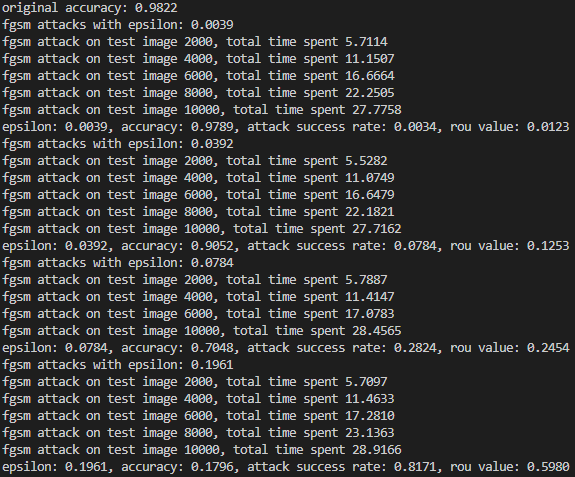 original accuracy: 0.9822
fgsm attacks with epsilon: 0.0039
fgsm attack on test image 2000, total time spent 5.7114
fgsm attack on test image 4000, total time spent 11.1507
fgsm attack on test image 6000, total time spent 16.6664
fgsm attack on test image 8000, total time spent 22.2505
fgsm attack on test image 10000, total time spent 27.7758
epsilon: 0.0039, accuracy: 0.9789, attack success rate: 0.0034, rou value: 0.0123
fgsm attacks with epsilon: 0.0392
fgsm attack on test image 2000, total time spent 5.5282
fgsm attack on test image 4000, total time spent 11.0749
fgsm attack on test image 6000, total time spent 16.6479
fgsm attack on test image 8000, total time spent 22.1821
fgsm attack on test image 10000, total time spent 27.7162
epsilon: 0.0392, accuracy: 0.9052, attack success rate: 0.0784, rou value: 0.1253
fgsm attacks with epsilon: 0.0784
fgsm attack on test image 2000, total time spent 5.7887
fgsm attack on test image 4000, total time spent 11.4147
fgsm attack on test image 6000, total time spent 17.0783
fgsm attack on test image 10000, total time spent 28.4565
epsilon: 0.0784, accuracy: 0.7048, attack success rate: 0.2824, rou value: 0.2454
fgsm attacks with epsilon: 0.1961
fgsm attack on test image 2000, total time spent 5.7097
fgsm attack on test image 4000, total time spent 11.4633
fgsm attack on test image 6000, total time spent 17.2810
fgsm attack on test image 8000, total time spent 23.1363
fgsm attack on test image 10000, total time spent 28.9166
epsilon: 0.1961, accuracy: 0.1796, attack success rate: 0.8171, rou value: 0.5980